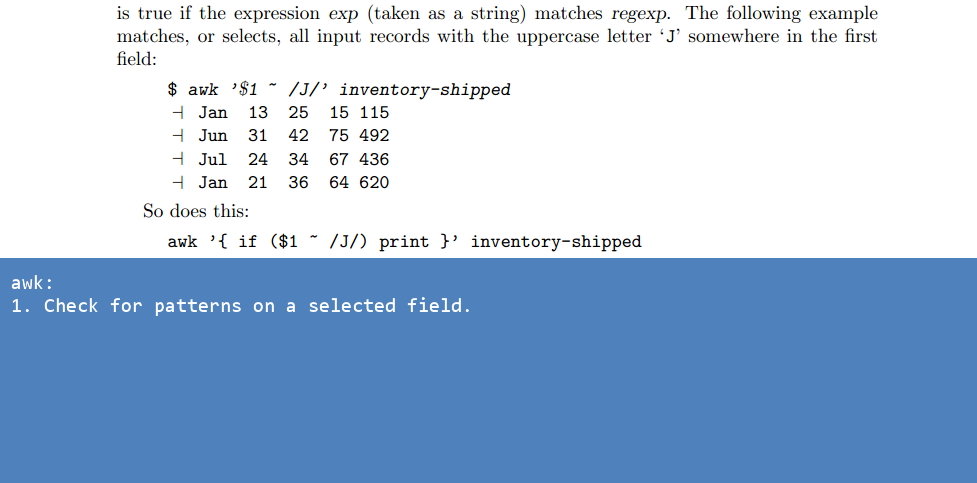 is true if the expression exp (taken as a string) matches regexp. The following example
matches, or selects, all input records with the uppercase letter ‘J’ somewhere in the first
field:
$ awk ’$1 ~ /J/’ inventory-shipped
⊣ Jan 13 25 15 115
⊣ Jun 31 42 75 492
⊣ Jul 24 34 67 436
⊣ Jan 21 36 64 620
So does this:
awk ’{ if ($1 ~ /J/) print }’ inventory-shipped
awk:
1. Check for patterns on a selected field.